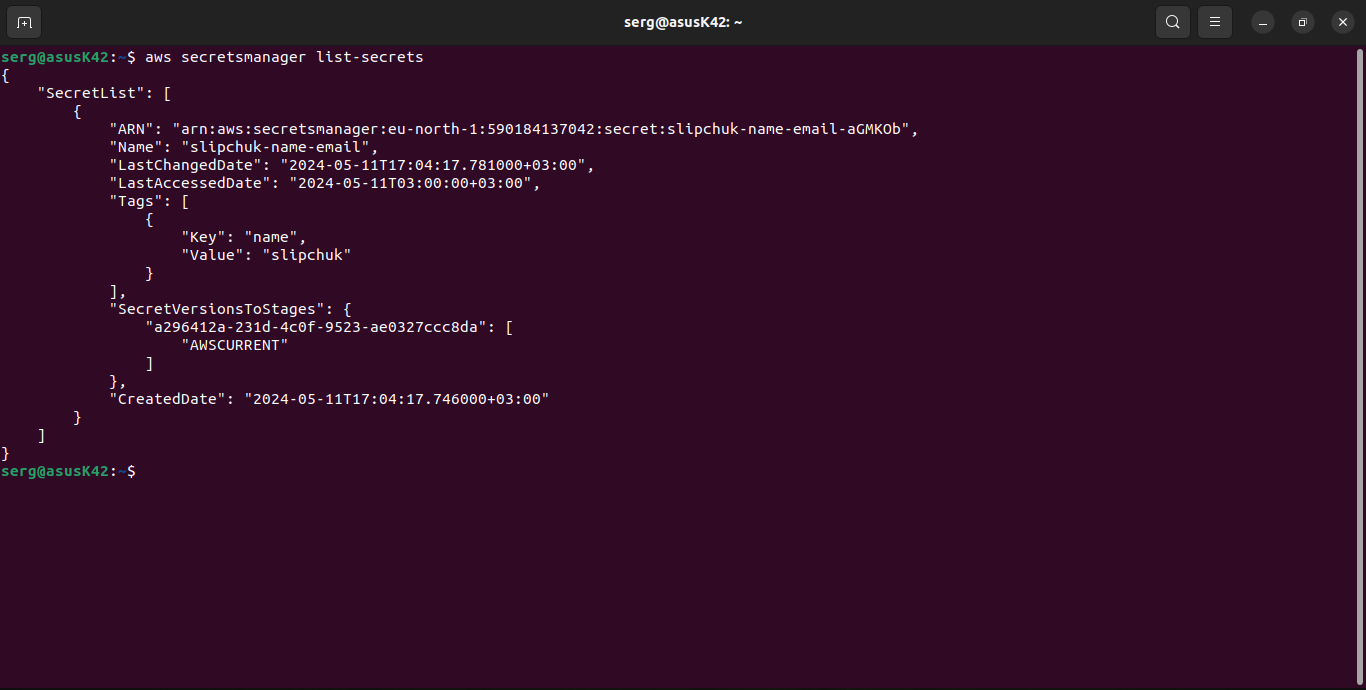 serg@asusK42: ~
serg@asusK42:~$ aws secretsmanager list-secrets
{
    "SecretList": [
        {
            "ARN": "arn:aws:secretsmanager:eu-north-1:590184137042:secret:slipchuk-name-email-aGMKOb",
            "Name": "slipchuk-name-email",
            "LastChangedDate": "2024-05-11T17:04:17.781000+03:00",
            "LastAccessedDate": "2024-05-11T03:00:00+03:00",
            "Tags": [
                {
                    "Key": "name",
                    "Value": "slipchuk"
                }
            ],
            "SecretVersionsToStages": {
                "a296412a-231d-4c0f-9523-ae0327ccc8da": [
                    "AWSCURRENT"
                ]
            },
            "CreatedDate": "2024-05-11T17:04:17.746000+03:00"
        }
    ]
}
serg@asusK42:~$